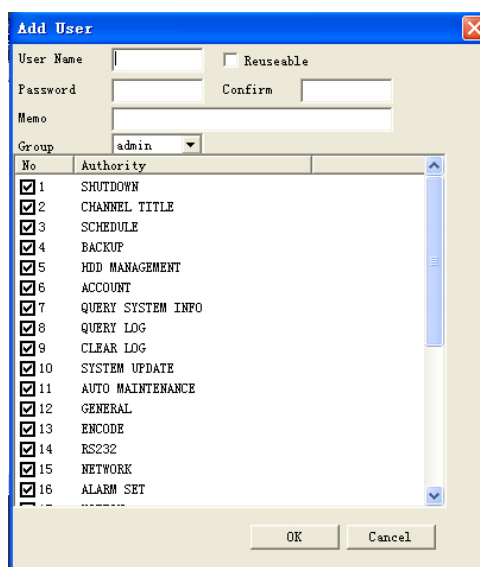 Add User
User Name
Reuseable
Password
Confirm
Memo
Group admin
No Authority
1 SHUTDOWN
2 CHANNEL TITLE
3 SCHEDULE
4 BACKUP
5 HDD MANAGEMENT
6 ACCOUNT
7 QUERY SYSTEM INFO
8 QUERY LOG
9 CLEAR LOG
10 SYSTEM UPDATE
11 AUTO MAINTENANCE
12 GENERAL
13 ENCODE
14 RS232
15 NETWORK
16 ALARM SET
OK Cancel